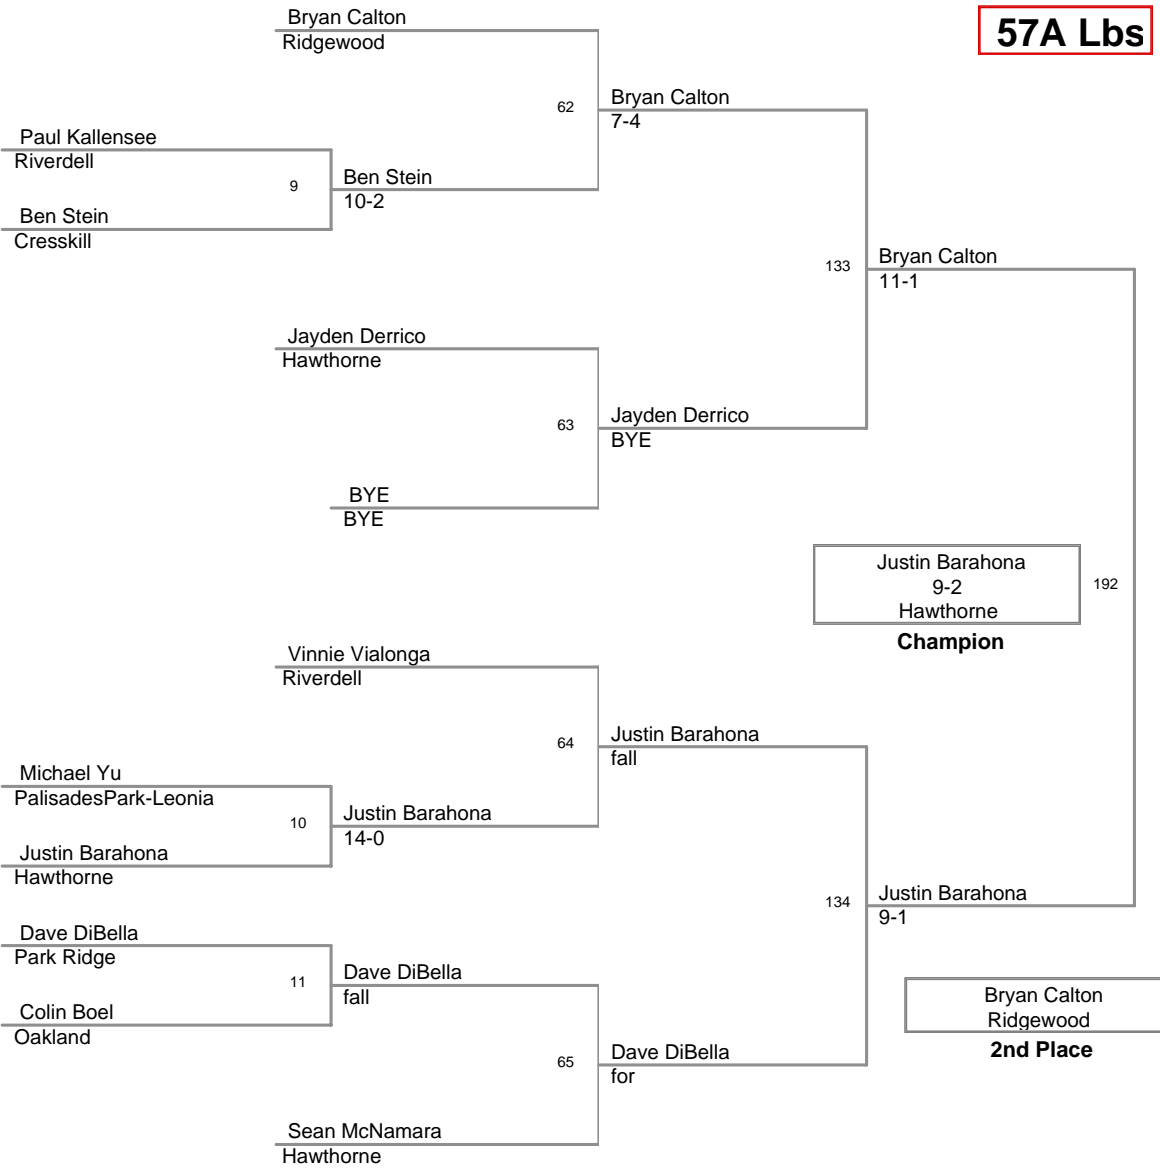 Bryan Calton
Ridgewood
57A Lbs
62
Bryan Calton
7-4
Paul Kallensee
Riverdell
9
Ben Stein
10-2
Ben Stein
Cresskill
133
Bryan Calton
11-1
Jayden Derrico
Hawthorne
63
Jayden Derrico
BYE
BYE
BYE
Justin Barahona
9-2
Hawthorne
Champion
192
Vinnie Vialonga
Riverdell
64
Justin Barahona
fall
Michael Yu
PalisadesPark-Leonia
10
Justin Barahona
14-0
Justin Barahona
Hawthorne
134
Justin Barahona
9-1
Dave DiBella
Park Ridge
11
Dave DiBella
fall
Colin Boel
Oakland
Bryan Calton
Ridgewood
2nd Place
65
Dave DiBella
for
Sean McNamara
Hawthorne